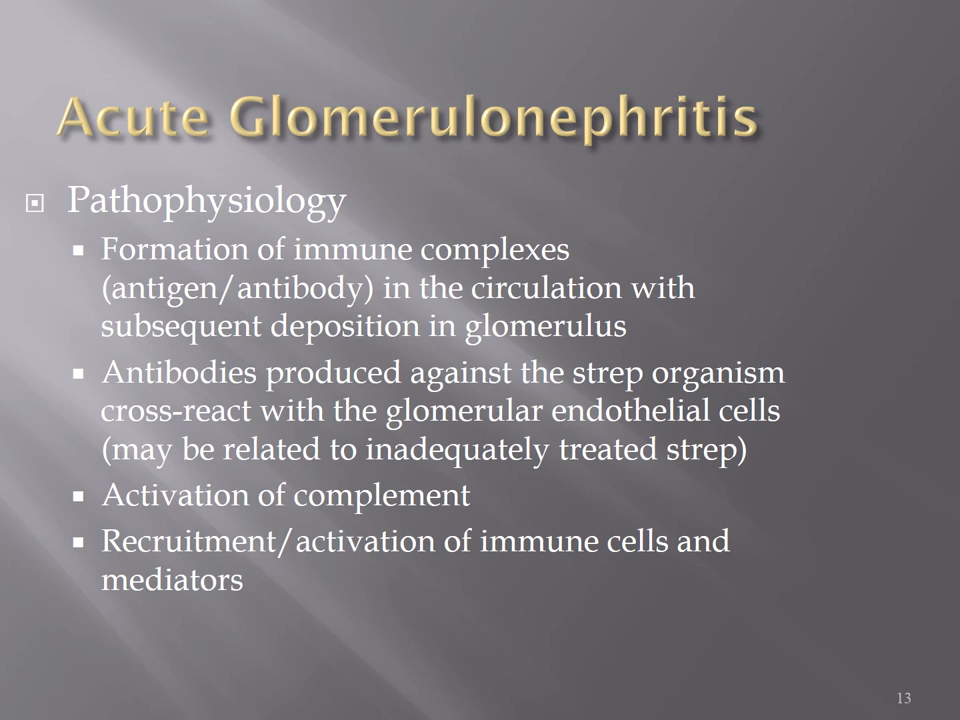 Acute Glomerulonephritis
Pathophysiology
Formation of immune complexes
(antigen/antibody) in the circulation with
subsequent deposition in glomerulus
Antibodies produced against the strep organism
cross-react with the glomerular endothelial cells
(may be related to inadequately treated strep)
Activation of complement
Recruitment/activation of immune cells and
mediators
13